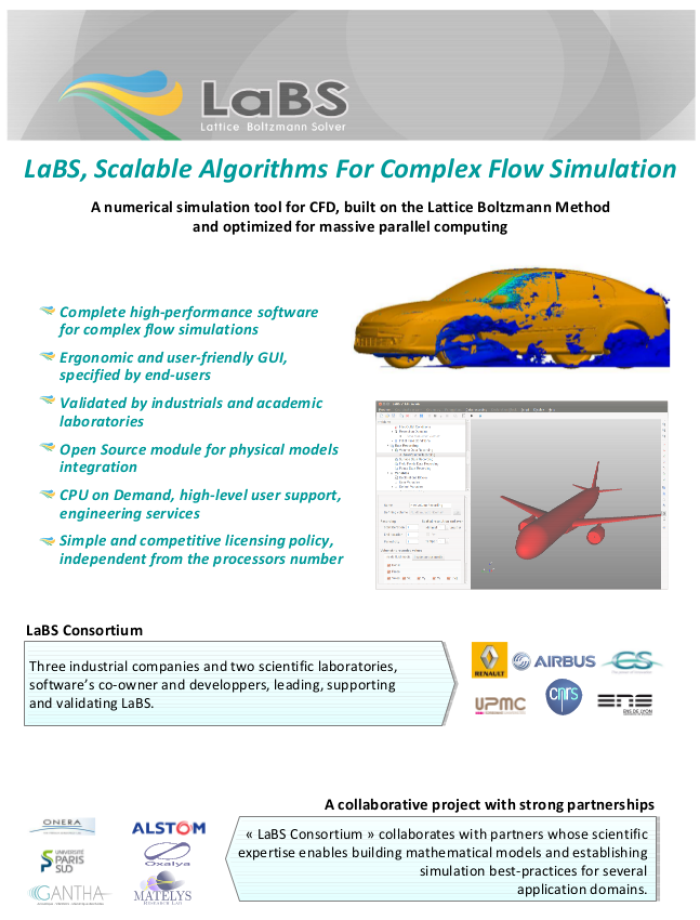 LaBS
Lattice Boltzmann Solver
LaBS, Scalable Algorithms For Complex Flow Simulation
A numerical simulation tool for CFD, built on the Lattice Boltzmann Method
and optimized for massive parallel computing
Complete high-performance software
for complex flow simulations
Ergonomic and user-friendly GUI,
specified by end-users
Validated by industrials and academic
laboratories
Open Source module for physical models
integration
CPU on Demand, high-level user support,
engineering services
Simple and competitive licensing policy,
independent from the processors number
LaBS Consortium
Three industrial companies and two scientific laboratories,
software's co-owner and developpers, leading, supporting
and validating LaBS.
RENAULT
AIRBUS
CS
UPMC
cnrs
ENS
ENS DE LYON
A collaborative project with strong partnerships
« LaBS Consortium » collaborates with partners whose scientific
expertise enables building mathematical models and establishing
simulation best-practices for several
application domains.
ONERA
ALSTOM
UNIVERSITÉ
PARIS
SUD
Oxalya
GANTHA
MATELYS
RESEARCH LAB